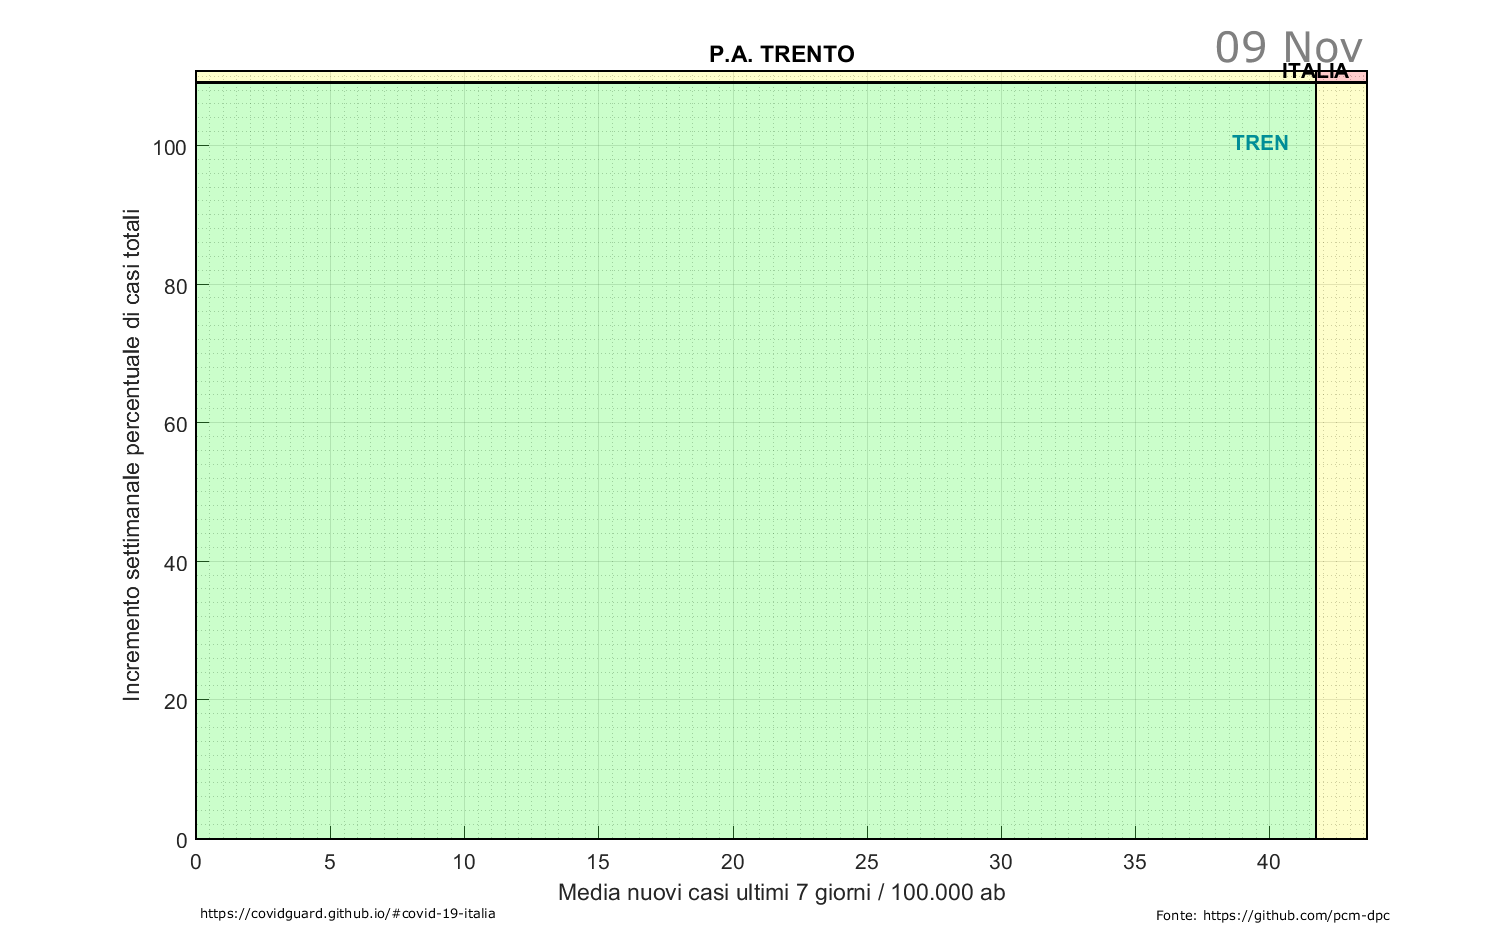 09 Nov
P.A. TRENTO
ITALIA
TREN
Incremento settimanale percentuale di casi totali
100
80
60
40
20
0
0 5 10 15 20 25 30 35 40
Media nuovi casi ultimi 7 giorni / 100.000 ab
https://covidguard.github.io/#covid-19-italia
Fonte: https://github.com/pcm-dpc